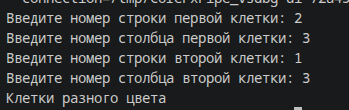 Введите номер строки первой клетки: 2
Введите номер столбца первой клетки: 3
Введите номер строки второй клетки: 1
Введите номер столбца второй клетки: 3
Клетки разного цвета